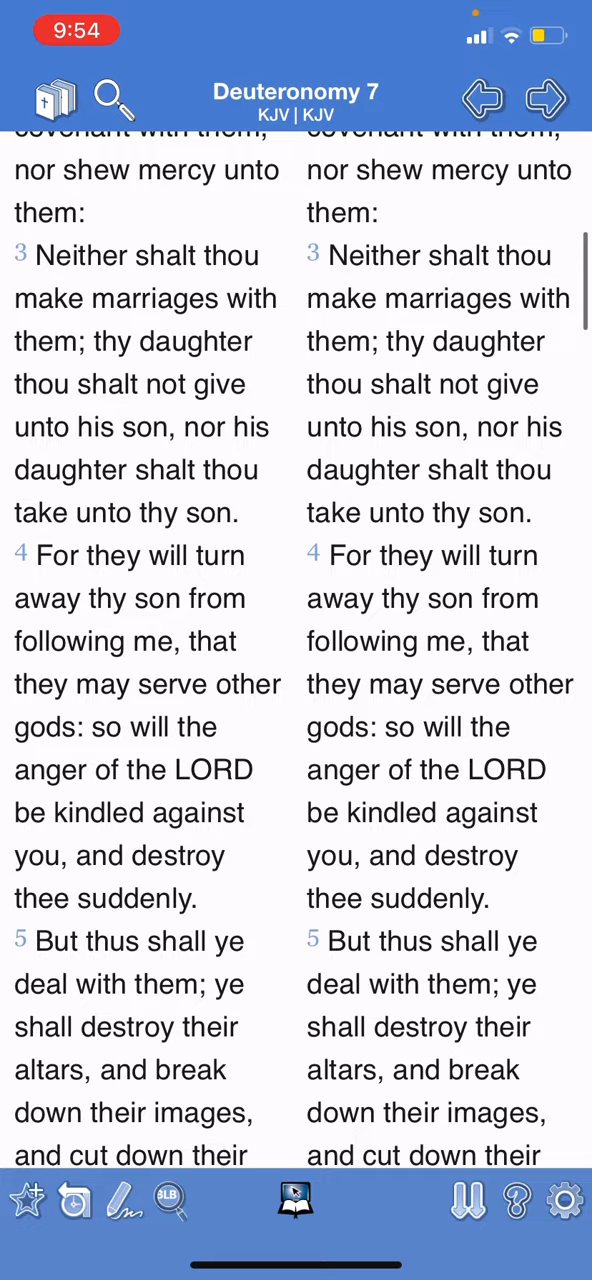 9:54
Deuteronomy 7
KJV | KJV
covenant with them,
nor shew mercy unto
them:
3 Neither shalt thou
make marriages with
them; thy daughter
thou shalt not give
unto his son, nor his
daughter shalt thou
take unto thy son.
4 For they will turn
away thy son from
following me, that
they may serve other
gods: so will the
anger of the LORD
be kindled against
you, and destroy
thee suddenly.
5 But thus shall ye
deal with them; ye
shall destroy their
altars, and break
down their images,
and cut down their
covenant with them,
nor shew mercy unto
them:
3 Neither shalt thou
make marriages with
them; thy daughter
thou shalt not give
unto his son, nor his
daughter shalt thou
take unto thy son.
4 For they will turn
away thy son from
following me, that
they may serve other
gods: so will the
anger of the LORD
be kindled against
you, and destroy
thee suddenly.
5 But thus shall ye
deal with them; ye
shall destroy their
altars, and break
down their images,
and cut down their
BLB